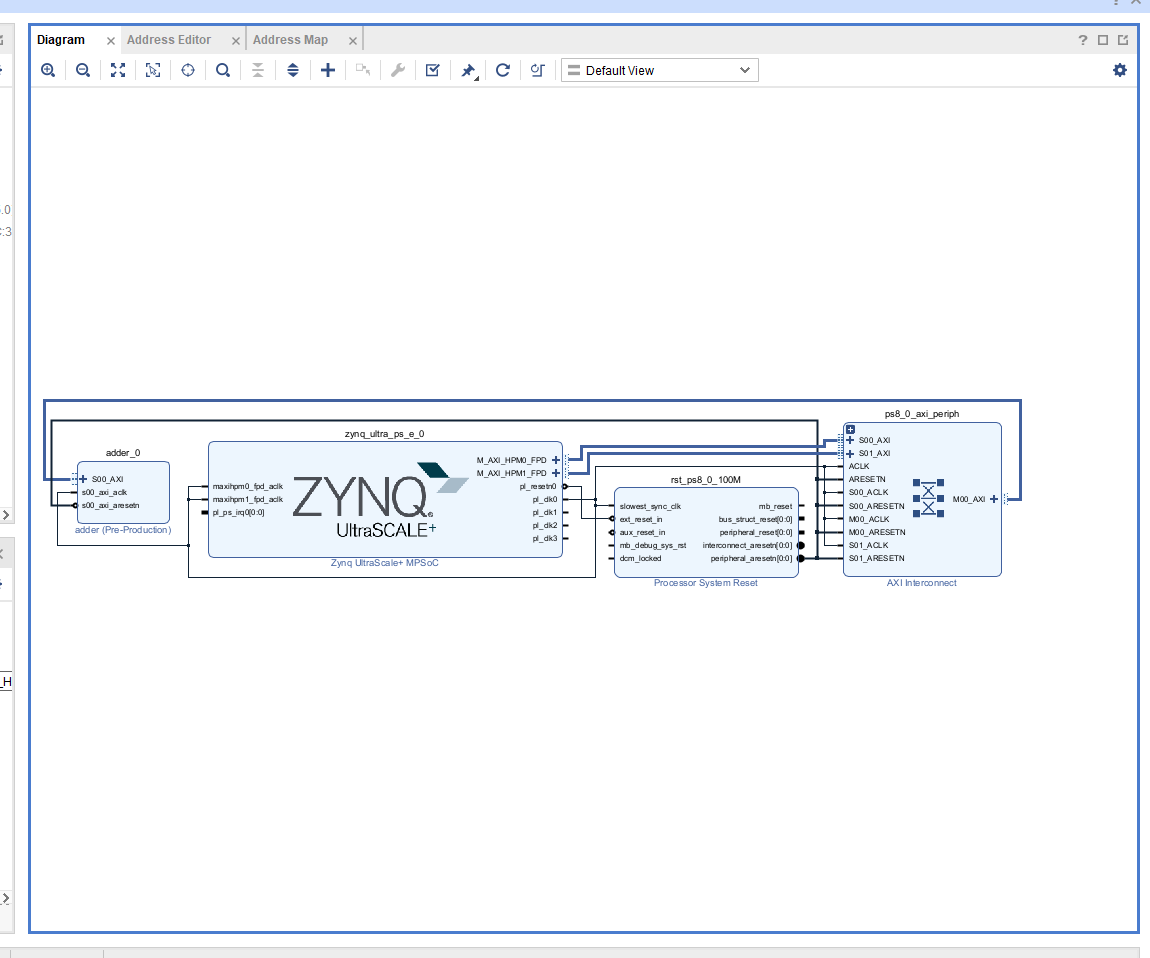 Diagram
Address Editor
Address Map
Default View
.0
:3
_H
adder_0
S00_AXI
s00_axi_aclk
s00_axi_aresetn
adder (Pre-Production)
zynq_ultra_ps_e_0
maxihpm0_fpd_aclk
maxihpm1_fpd_aclk
pl_ps_irq0[0:0]
ZYNQ
UltraSCALE+
M_AXI_HPM0_FPD
M_AXI_HPM1_FPD
pl_resetn0
pl_clk0
pl_clk1
pl_clk2
pl_clk3
Zynq UltraScale+ MPSoC
rst_ps8_0_100M
slowest_sync_clk
ext_reset_in
aux_reset_in
mb_debug_sys_rst
dcm_locked
mb_reset
bus_struct_reset[0:0]
peripheral_reset[0:0]
interconnect_aresetn[0:0]
peripheral_aresetn[0:0]
Processor System Reset
ps8_0_axi_periph
S00_AXI
S01_AXI
ACLK
ARESETN
S00_ACLK
S00_ARESETN
M00_ACLK
M00_ARESETN
S01_ACLK
S01_ARESETN
M00_AXI
AXI Interconnect